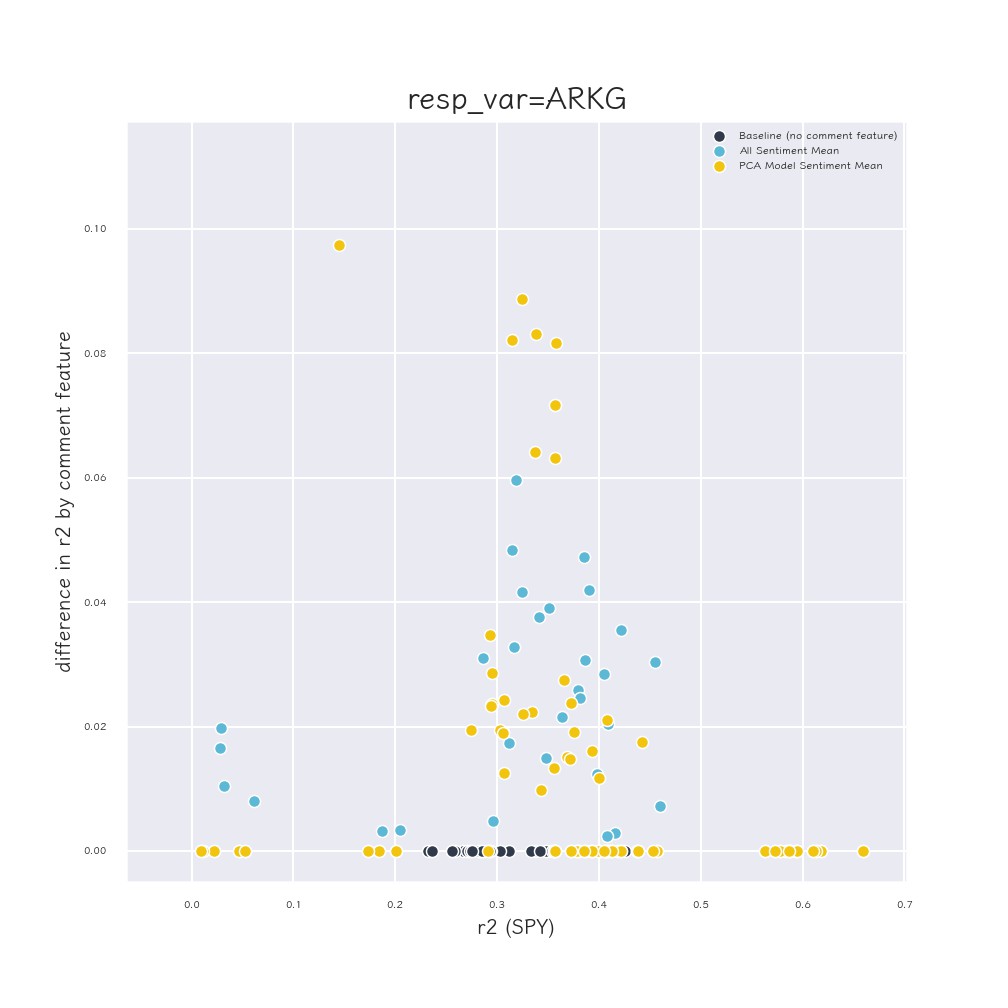 resp_var=ARKG
Baseline (no comment feature)
All Sentiment Mean
PCA Model Sentiment Mean
difference in r2 by comment feature
0.10
0.08
0.06
0.04
0.02
0.00
0.0 0.1 0.2 0.3 0.4 0.5 0.6 0.7
r2 (SPY)